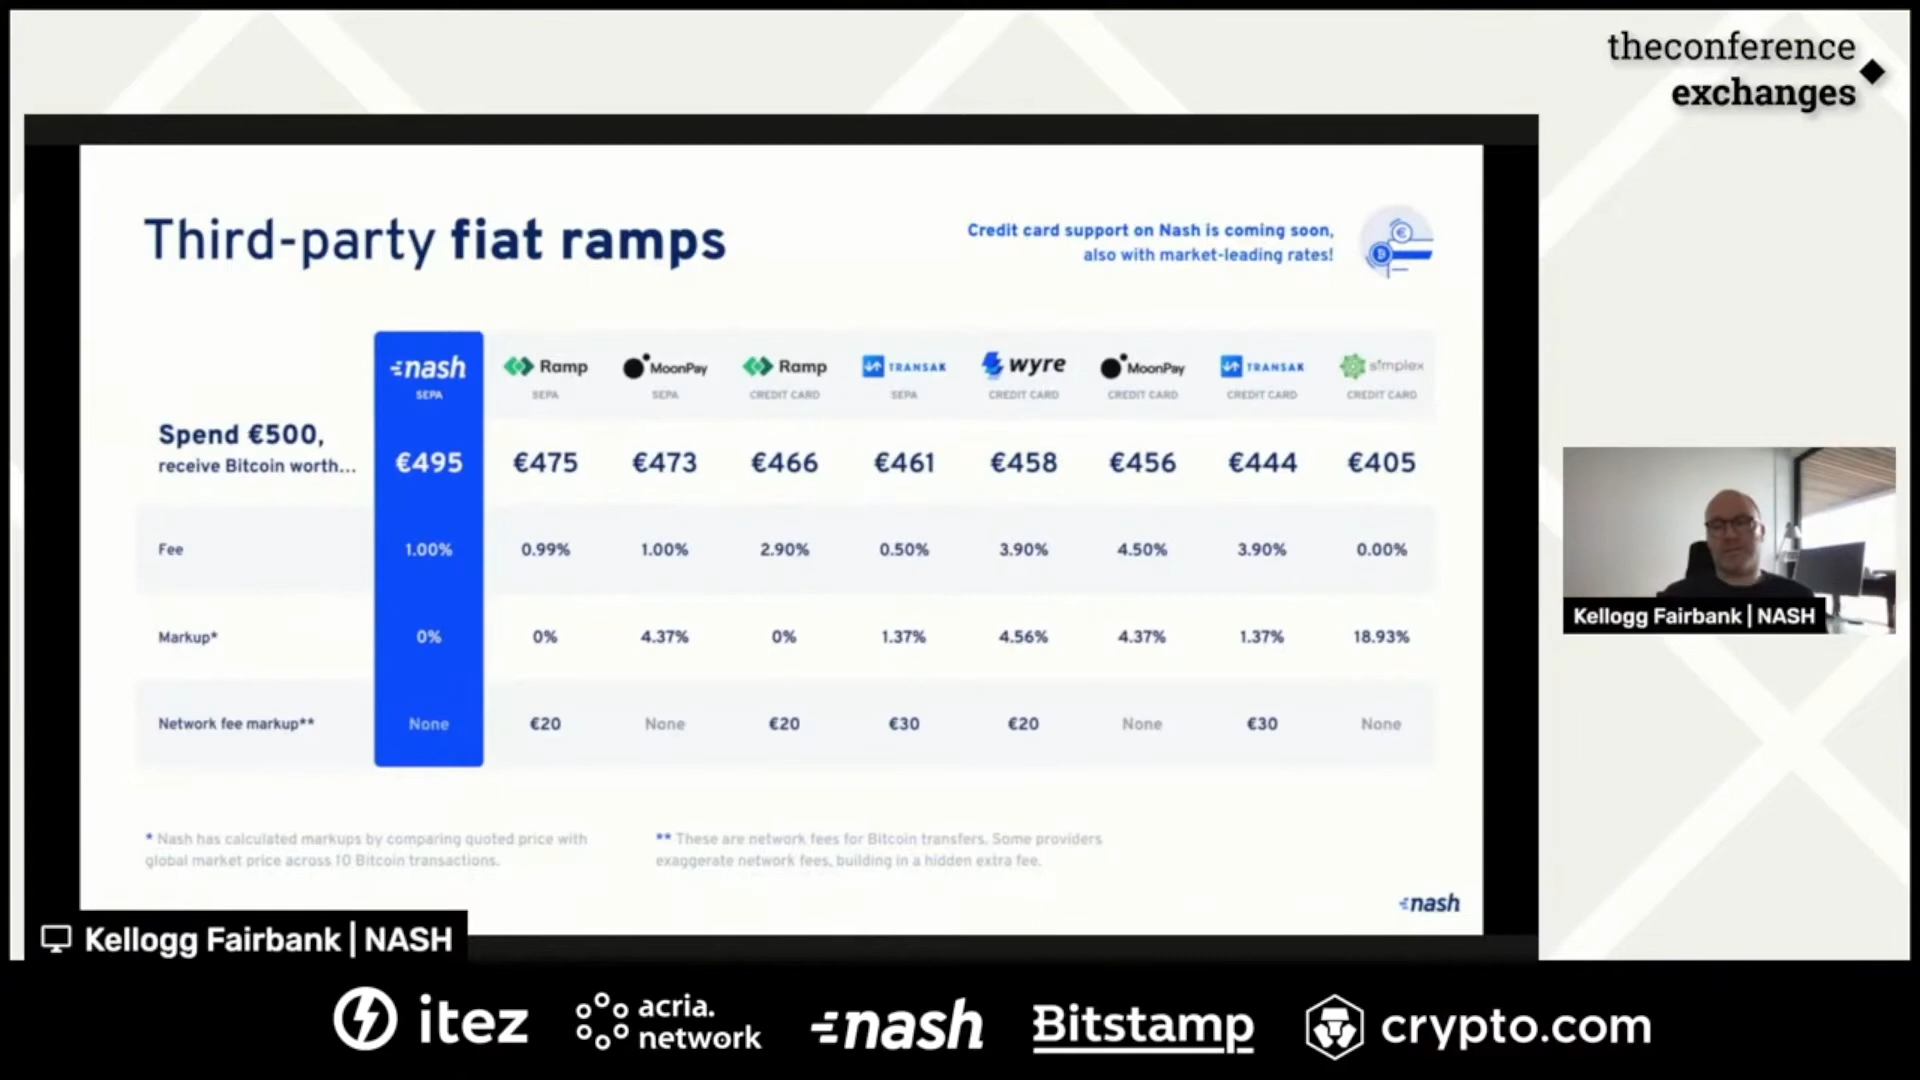 theconference
exchanges
Third-party fiat ramps
Credit card support on Nash is coming soon,
also with market-leading rates!
nash Ramp MoonPay Ramp TRANSAK wyre MoonPay TRANSAK simplex
SEPA SEPA SEPA CREDIT CARD SEPA CREDIT CARD CREDIT CARD CREDIT CARD CREDIT CARD
Spend €500,
receive Bitcoin worth... €495 €475 €473 €466 €461 €458 €456 €444 €405
Fee 1.00% 0.99% 1.00% 2.90% 0.50% 3.90% 4.50% 3.90% 0.00%
Markup* 0% 0% 4.37% 0% 1.37% 4.56% 4.37% 1.37% 18.93%
Network fee markup** None €20 None €20 €30 €20 None €30 None
* Nash has calculated markups by comparing quoted price with
global market price across 10 Bitcoin transactions.
** These are network fees for Bitcoin transfers. Some providers
exaggerate network fees, building in a hidden extra fee.
nash
Kellogg Fairbank | NASH
Kellogg Fairbank | NASH
itez acria.network nash Bitstamp crypto.com